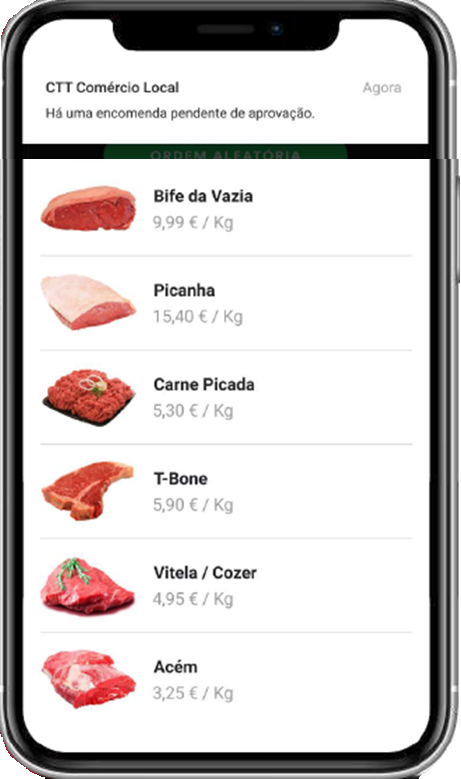 CTT Comércio Local
Agora
Há uma encomenda pendente de aprovação.
ORDEM ALEATÓRIA
Bife da Vazia
9,99 € / Kg
Picanha
15,40 € / Kg
Carne Picada
5,30 € / Kg
T-Bone
5,90 € / Kg
Vitela / Cozer
4,95 € / Kg
Acém
3,25 € / Kg